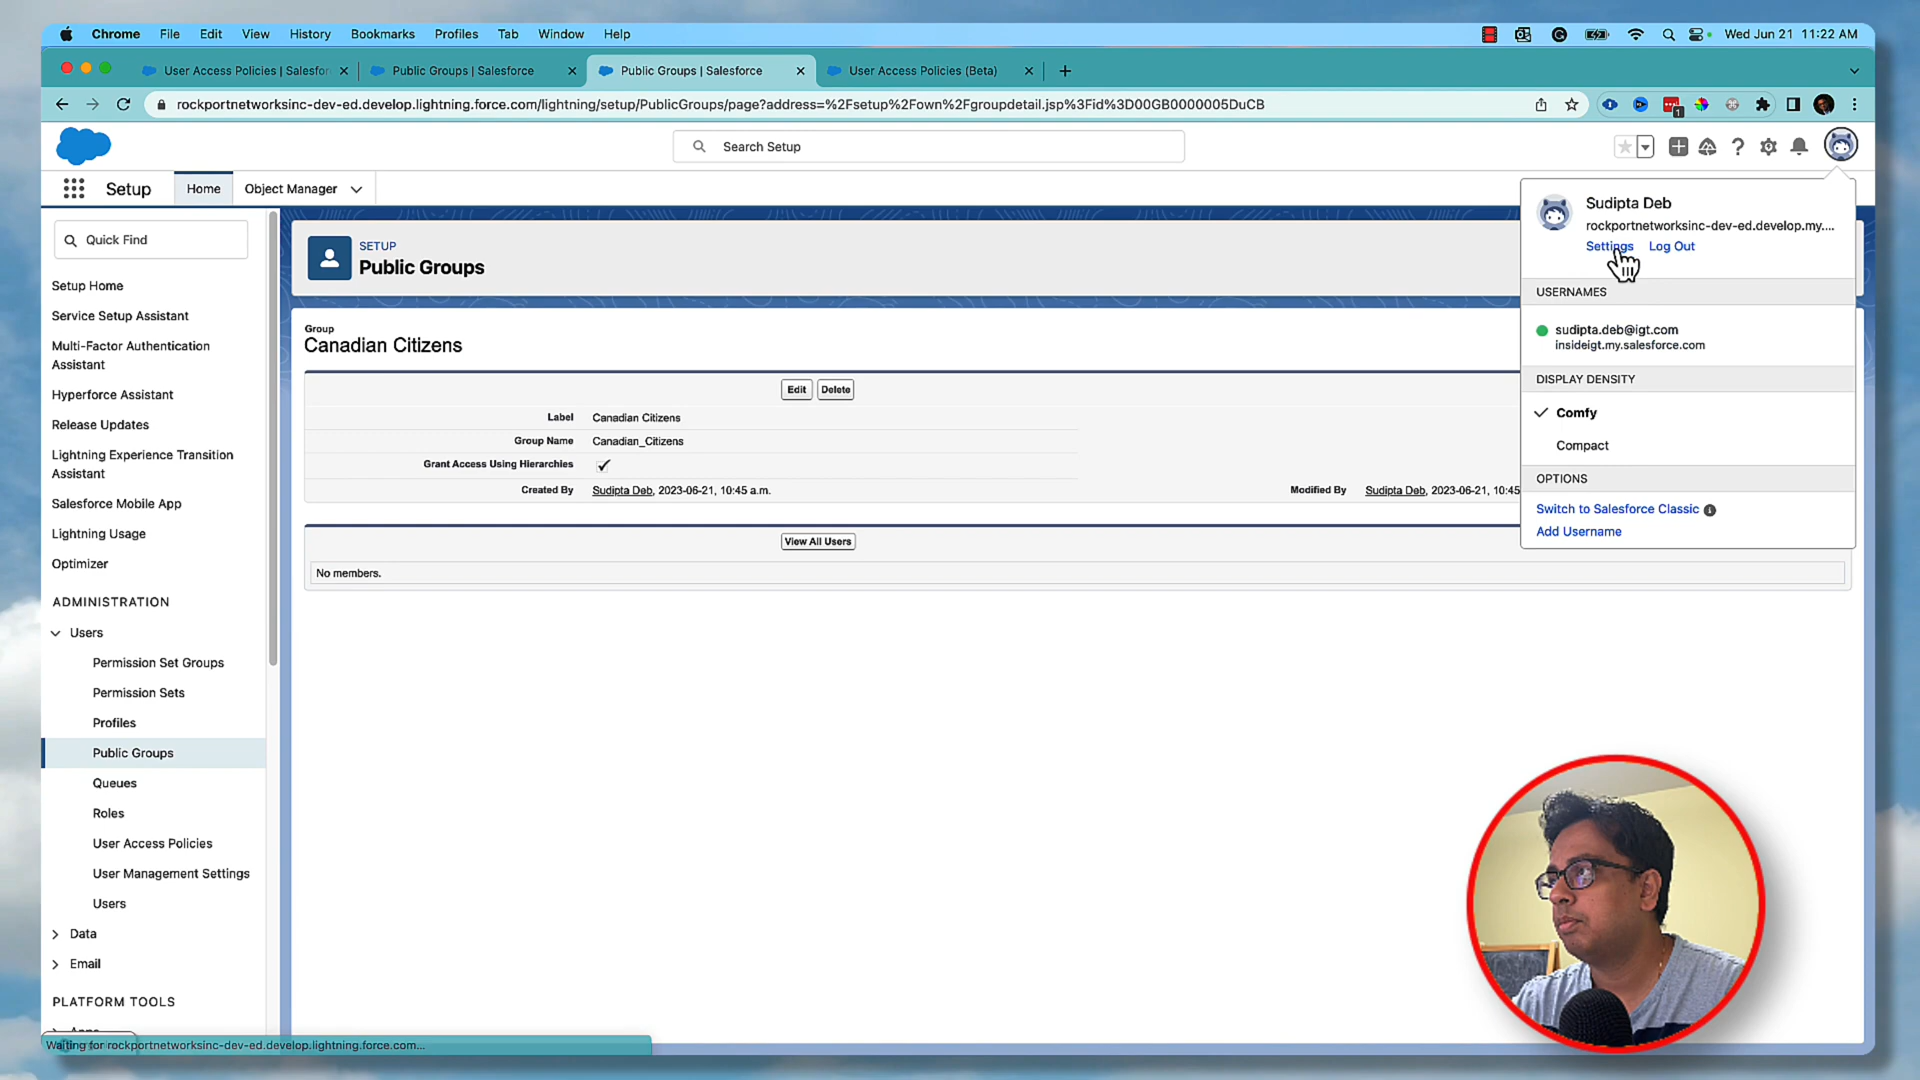 Chrome File Edit View History Bookmarks Profiles Tab Window Help Wed Jun 21 11:22 AM
User Access Policies | Salesfor Public Groups | Salesforce Public Groups | Salesforce User Access Policies (Beta)
rockportnetworksinc-dev-ed.develop.lightning.force.com/lightning/setup/PublicGroups/page?address=%2Fsetup%2Fown%2Fgroupdetail.jsp%3Fid%3D00GB0000005DuCB
Search Setup
Setup Home Object Manager
Quick Find
Setup Home
Service Setup Assistant
Multi-Factor Authentication
Assistant
Hyperforce Assistant
Release Updates
Lightning Experience Transition
Assistant
Salesforce Mobile App
Lightning Usage
Optimizer
ADMINISTRATION
Users
Permission Set Groups
Permission Sets
Profiles
Public Groups
Queues
Roles
User Access Policies
User Management Settings
Users
Data
Email
PLATFORM TOOLS
Apps
Waiting for rockportnetworksinc-dev-ed.develop.lightning.force.com...
SETUP
Public Groups
Group
Canadian Citizens
Edit Delete
Label Canadian Citizens
Group Name Canadian_Citizens
Grant Access Using Hierarchies
Created By Sudipta Deb, 2023-06-21, 10:45 a.m. Modified By Sudipta Deb, 2023-06-21, 10:45
View All Users
No members.
Sudipta Deb
rockportnetworksinc-dev-ed.develop.my....
Settings Log Out
USERNAMES
sudipta.deb@igt.com
insideigt.my.salesforce.com
DISPLAY DENSITY
Comfy
Compact
OPTIONS
Switch to Salesforce Classic
Add Username